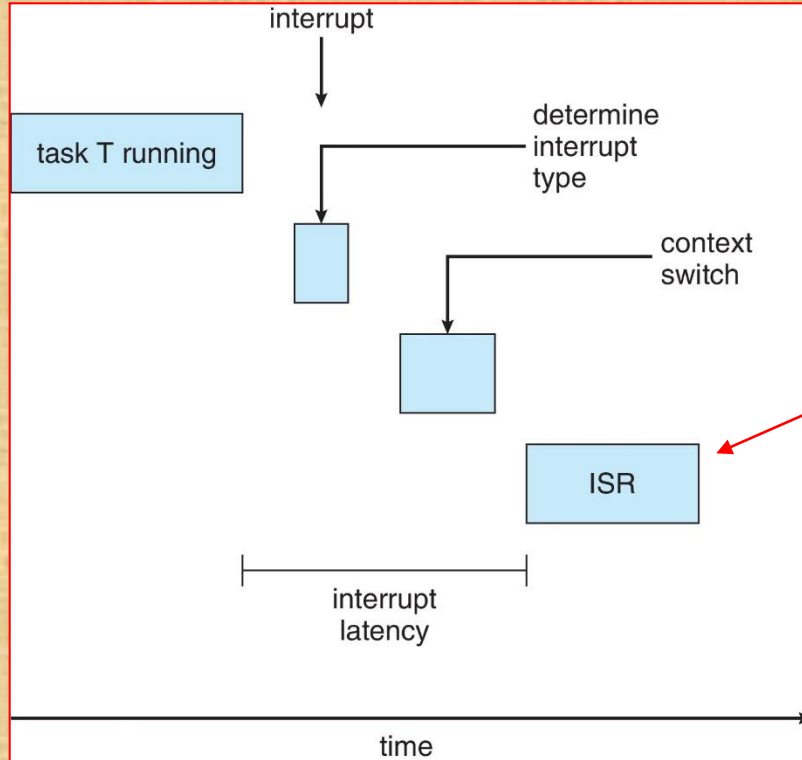 interrupt
task T running
determine
interrupt
type
context
switch
ISR
interrupt
latency
time